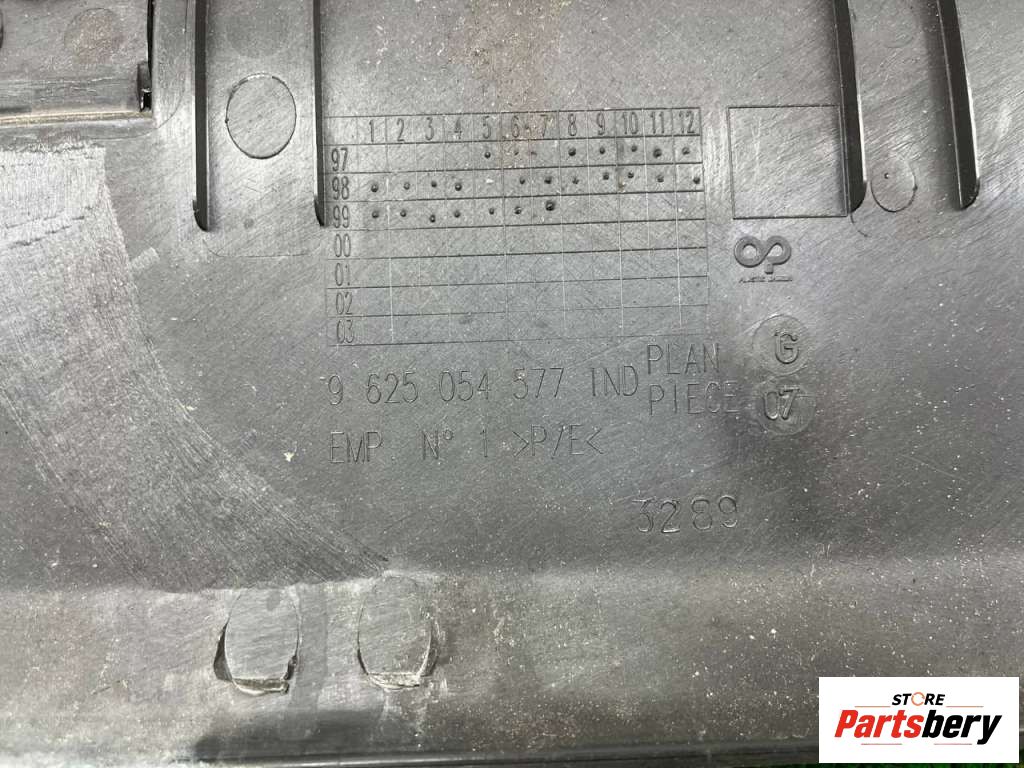 1 2 3 4 5 6 7 8 9 10 11 12
97
98
99
00
01
02
03
9 625 054 577 IND PLAN G
PIECE 07
EMP. N° 1 >P/E<
3289
STORE
Partsbery